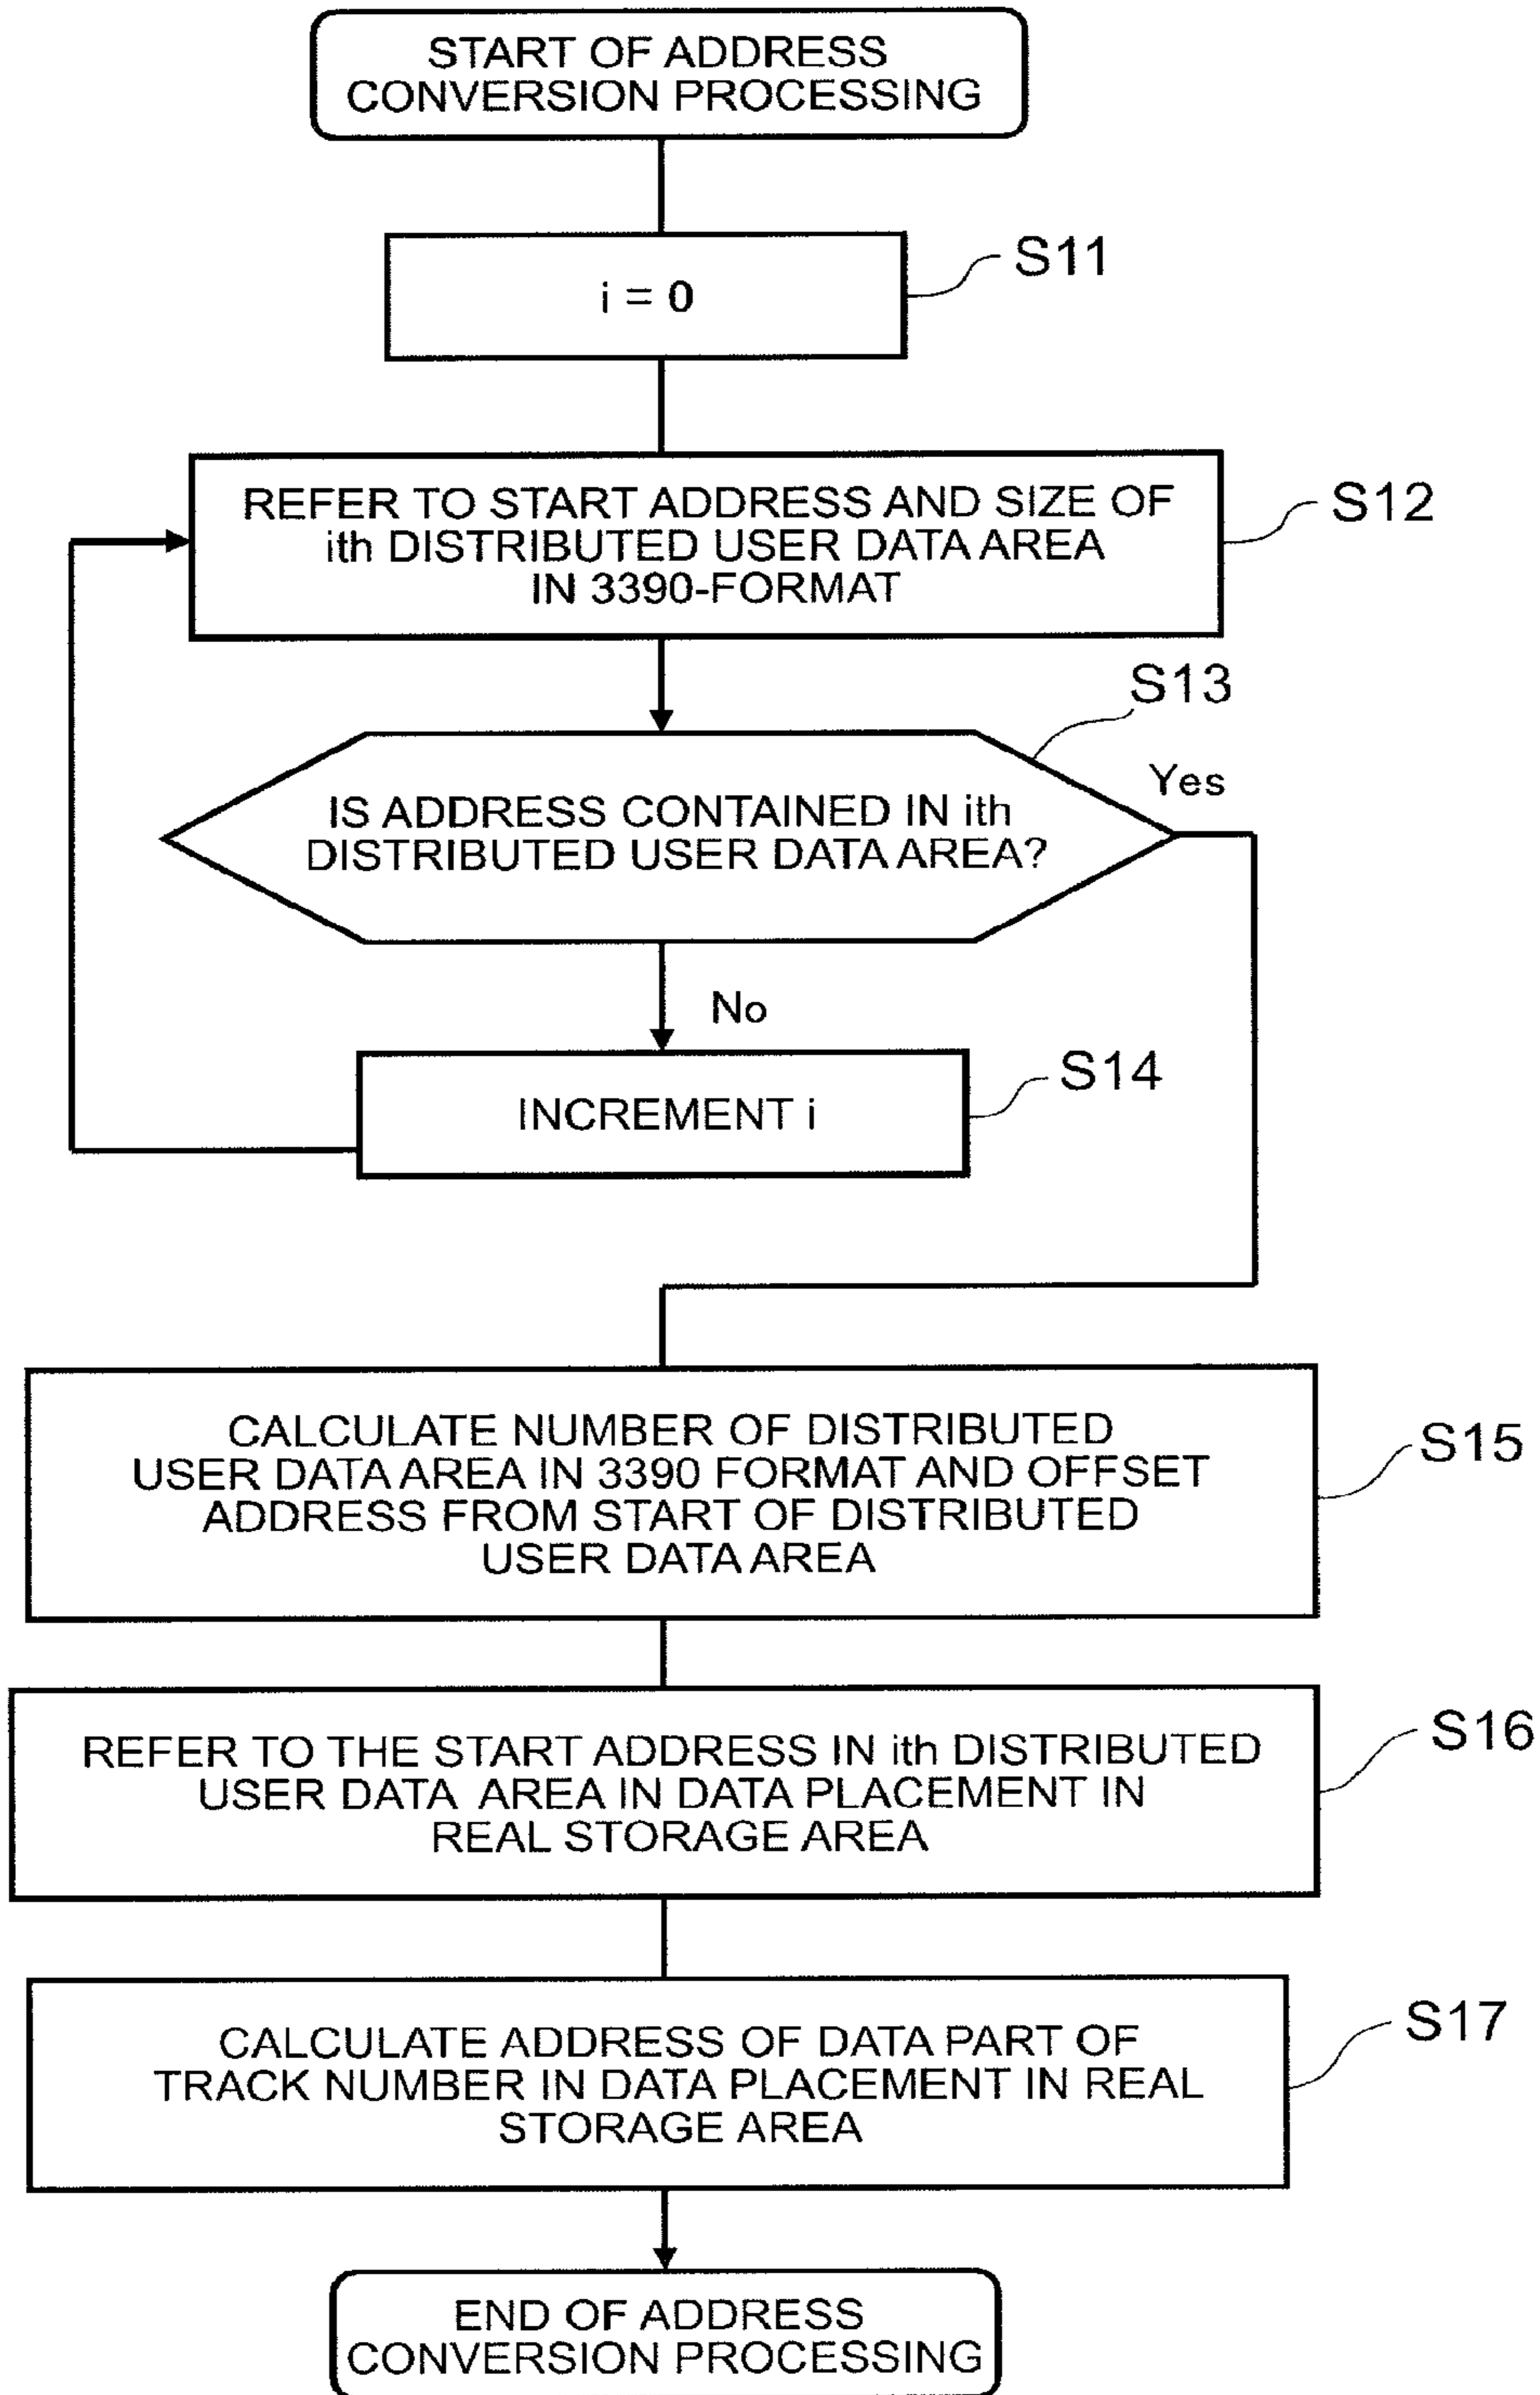 START OF ADDRESS
CONVERSION PROCESSING
S11
i = 0
S12
REFER TO START ADDRESS AND SIZE OF
ith DISTRIBUTED USER DATA AREA
IN 3390-FORMAT
S13
Yes
IS ADDRESS CONTAINED IN ith
DISTRIBUTED USER DATA AREA?
No
S14
INCREMENT i
CALCULATE NUMBER OF DISTRIBUTED
USER DATA AREA IN 3390 FORMAT AND OFFSET
ADDRESS FROM START OF DISTRIBUTED
USER DATA AREA
S15
REFER TO THE START ADDRESS IN ith DISTRIBUTED
USER DATA AREA IN DATA PLACEMENT IN
REAL STORAGE AREA
S16
CALCULATE ADDRESS OF DATA PART OF
TRACK NUMBER IN DATA PLACEMENT IN REAL
STORAGE AREA
S17
END OF ADDRESS
CONVERSION PROCESSING